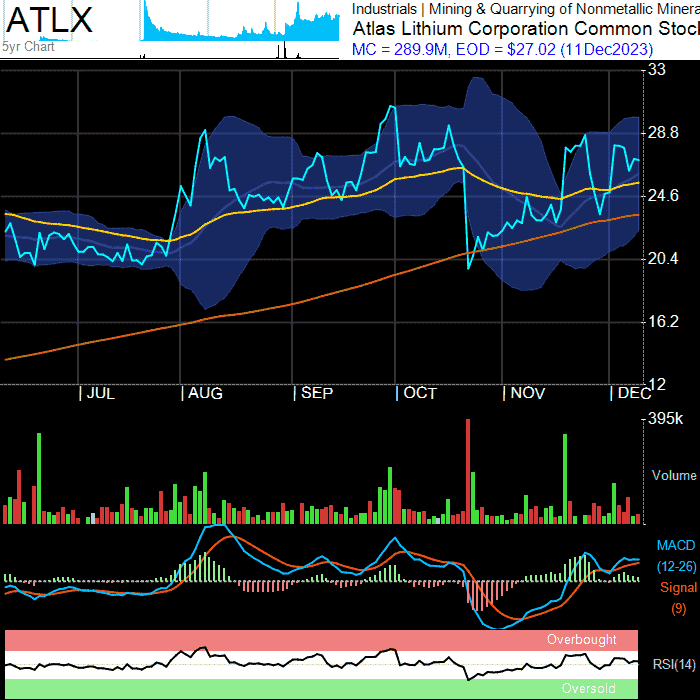 ATLX
5yr Chart
Industrials | Mining & Quarrying of Nonmetallic Minera
Atlas Lithium Corporation Common Stoc
MC = 289.9M, EOD = $27.02 (11Dec2023)
33
28.8
24.6
20.4
16.2
12
JUL AUG SEP OCT NOV DEC
395k
Volume
MACD
(12-26)
Signal
(9)
Overbought
RSI(14)
Oversold